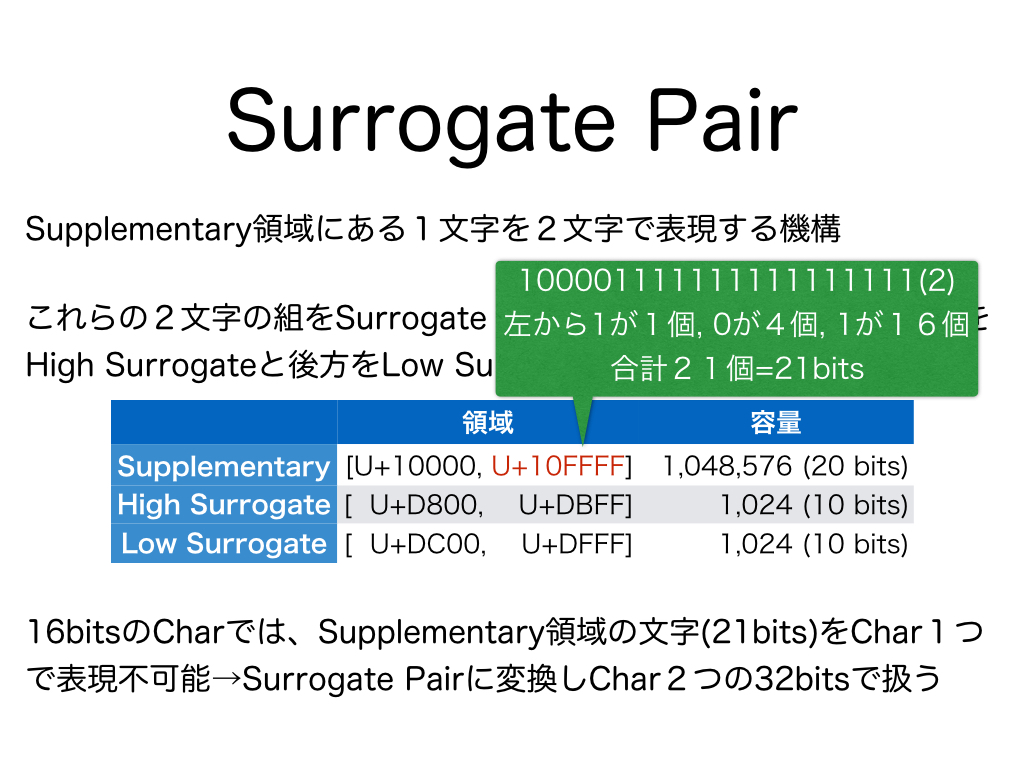 Surrogate Pair
Supplementary領域にある１文字を２文字で表現する機構
100001111111111111111(2)
左から1が１個, 0が４個, 1が１６個
合計２１個=21bits
これらの２文字の組をSurrogate
High Surrogateと後方をLow Su
領域 容量
Supplementary [U+10000, U+10FFFF] 1,048,576 (20 bits)
High Surrogate [ U+D800, U+DBFF] 1,024 (10 bits)
Low Surrogate [ U+DC00, U+DFFF] 1,024 (10 bits)
16bitsのCharでは、Supplementary領域の文字(21bits)をChar１つ
で表現不可能→Surrogate Pairに変換しChar２つの32bitsで扱う